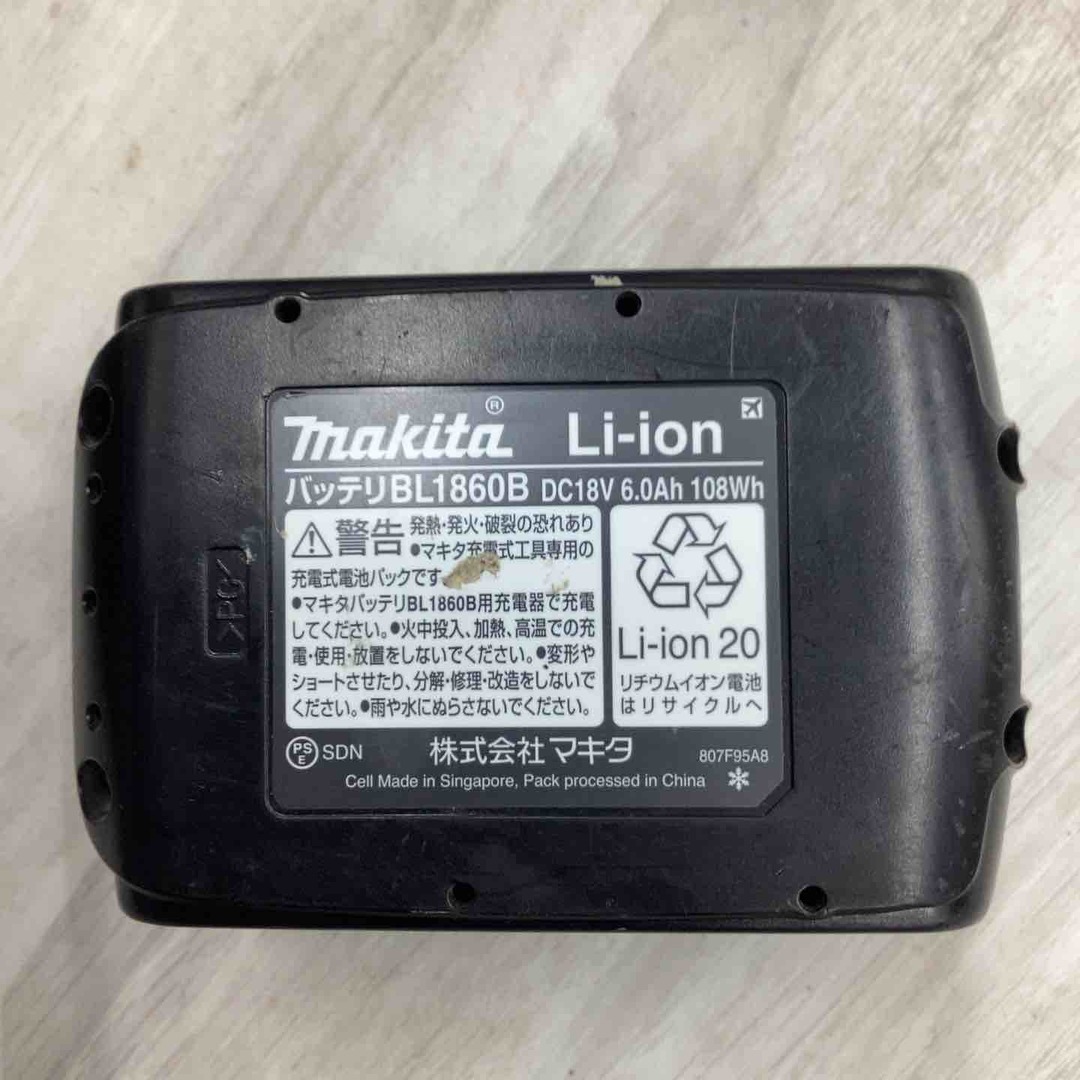 makita® Li-ion
バッテリBL1860B DC18V 6.0Ah 108Wh
警告 発熱・発火・破裂の恐れあり
●マキタ充電式工具専用の
充電式電池パックです
●マキタバッテリBL1860B用充電器で充電
してください。●火中投入、加熱、高温での充
電・使用・放置をしないでください。●変形や
ショートさせたり、分解・修理・改造をしないで
ください。●雨や水にぬらさないでください。
Li-ion 20
リチウムイオン電池
はリサイクルへ
PS
E
SDN
株式会社 マキタ
807F95A8
Cell Made in Singapore, Pack processed in China